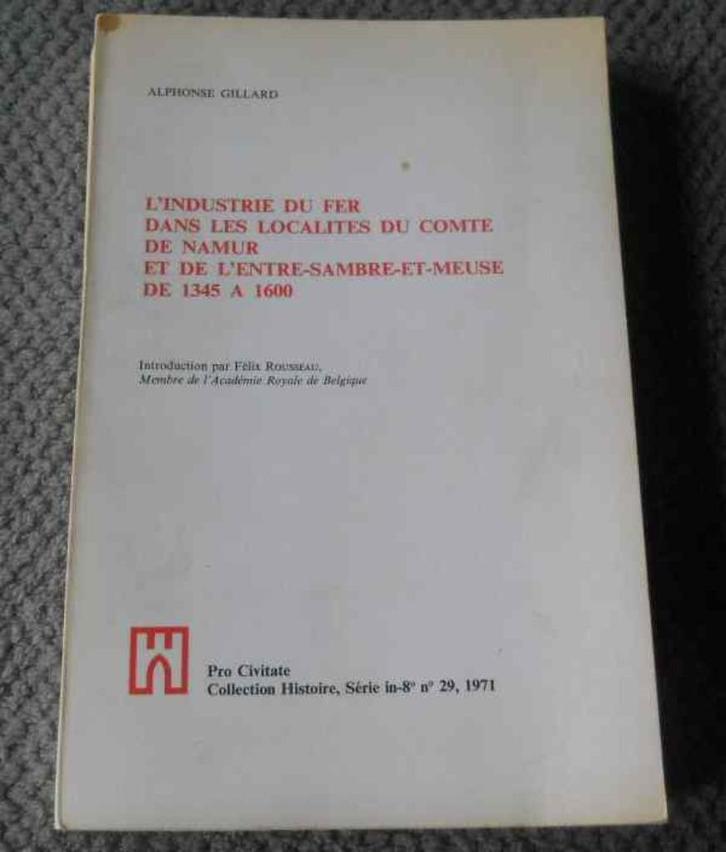 ALPHONSE GILLARD
L'INDUSTRIE DU FER
DANS LES LOCALITES DU COMTE
DE NAMUR
ET DE L'ENTRE-SAMBRE-ET-MEUSE
DE 1345 A 1600
Introduction par Félix ROUSSEAU,
Membre de l'Académie Royale de Belgique
Pro Civitate
Collection Histoire, Série in-8º nº 29, 1971